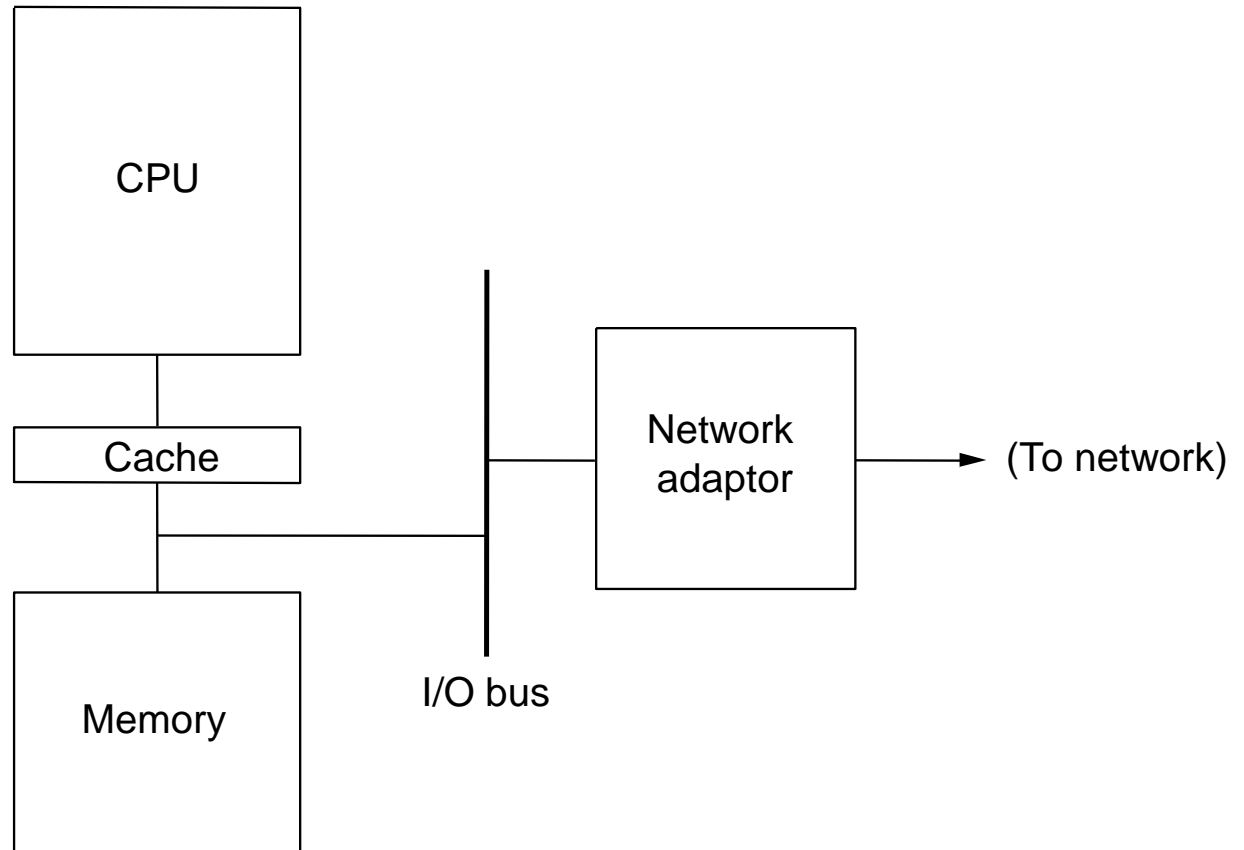 CPU
Cache
Memory
I/O bus
Network
adaptor
(To network)